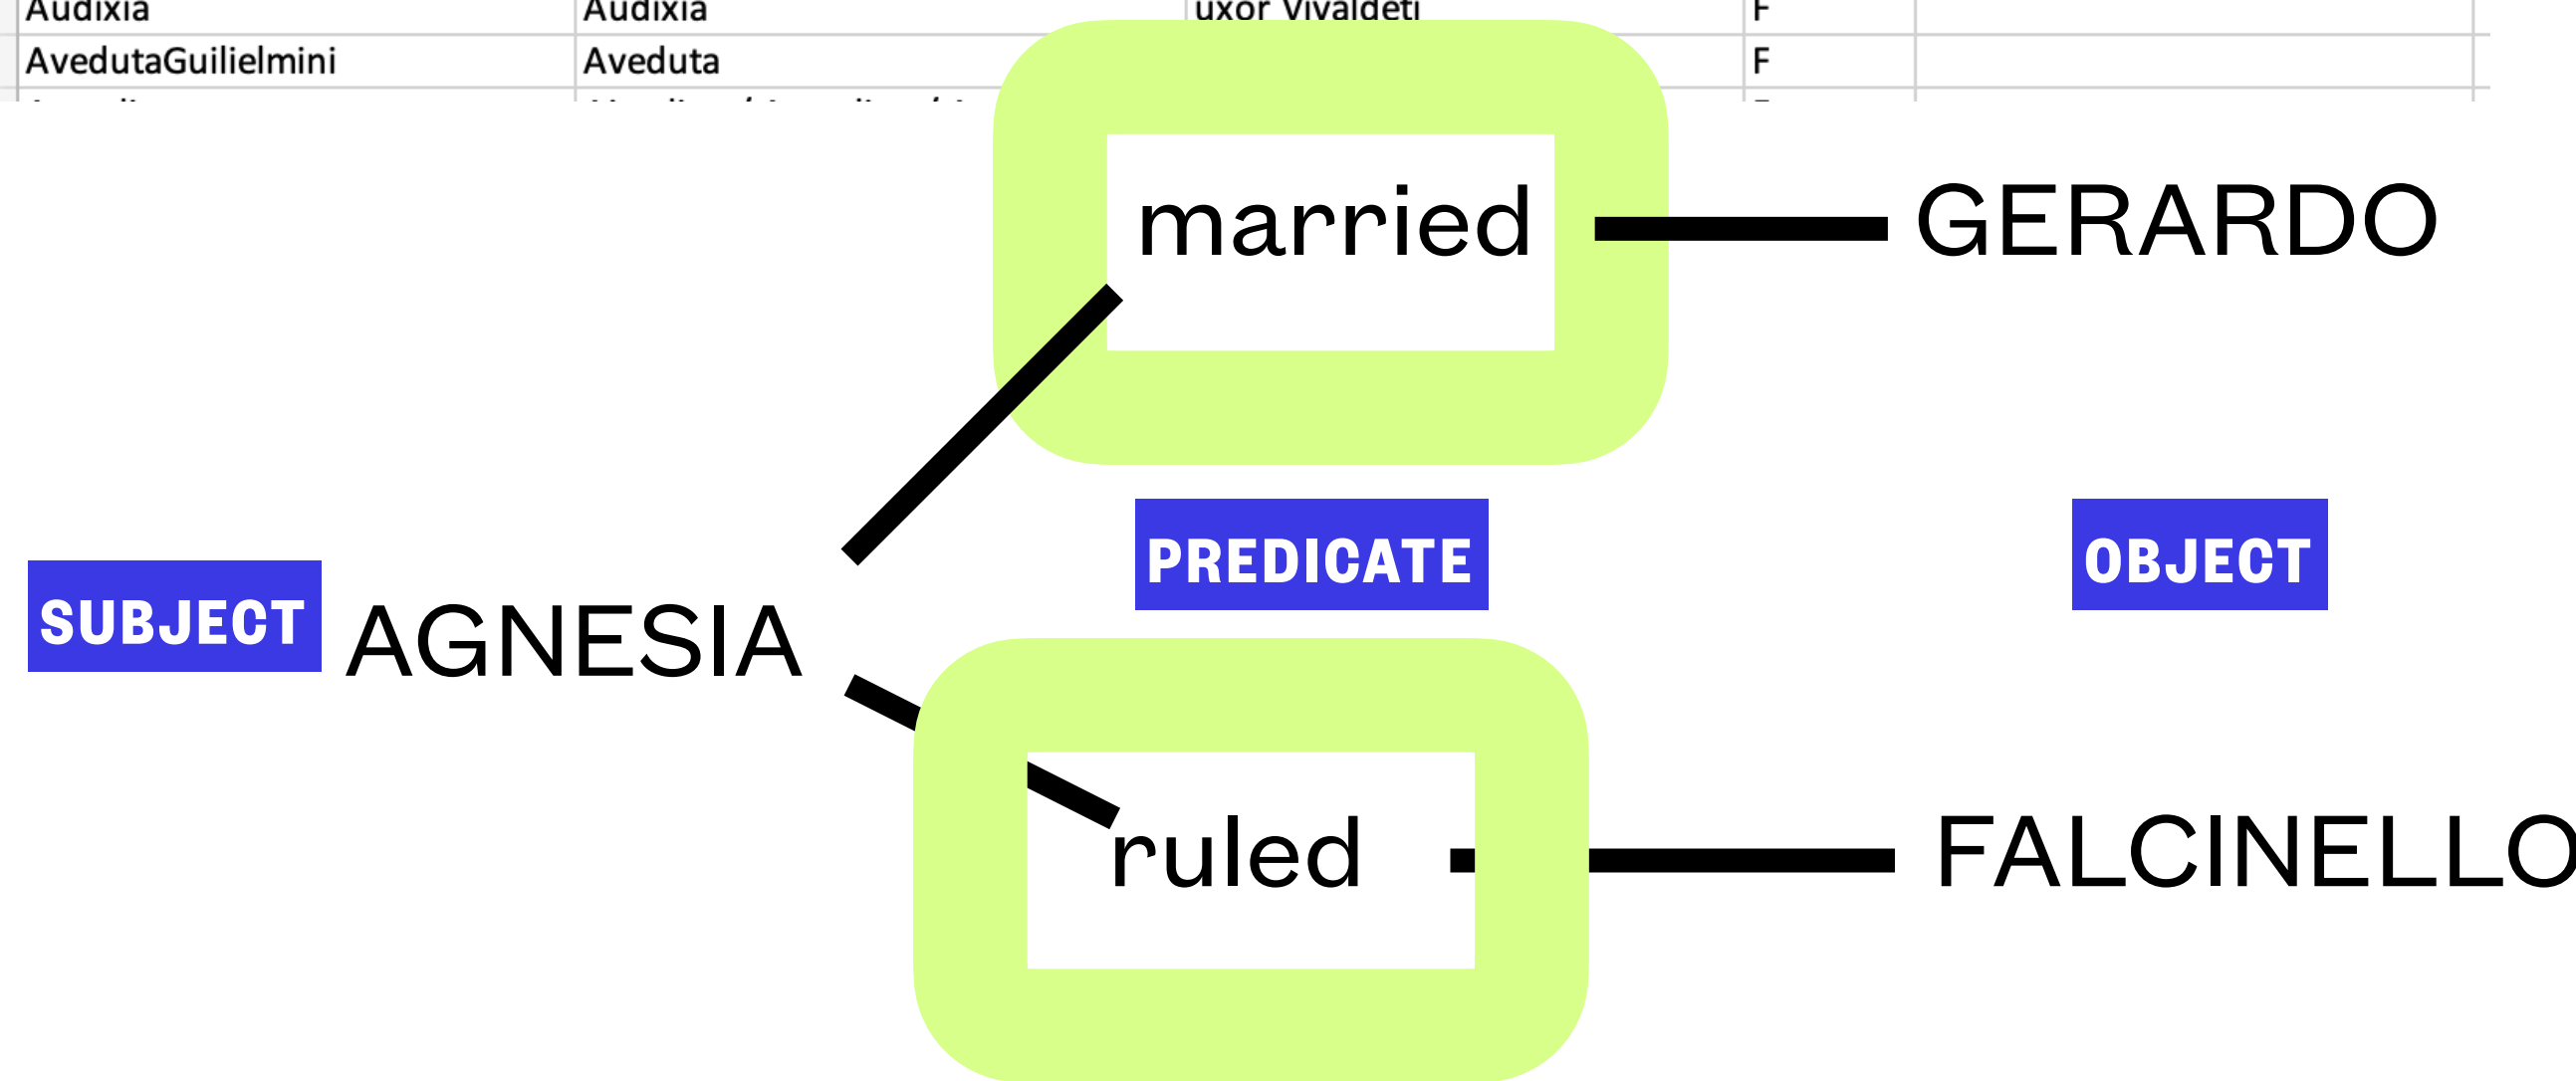 Audixia Audixia uxor Vivaldeti F
AvedutaGuilielmini Aveduta F
married GERARDO
PREDICATE OBJECT
SUBJECT AGNESIA
ruled FALCINELLO